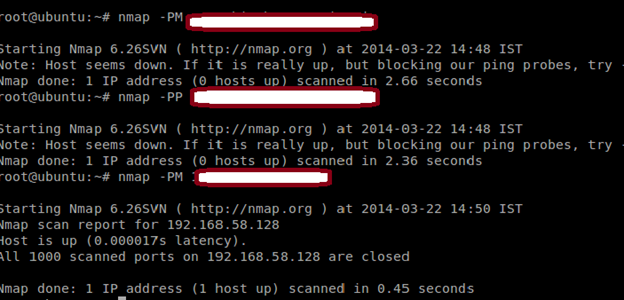 root@ubuntu:~# nmap -PM
Starting Nmap 6.26SVN ( http://nmap.org ) at 2014-03-22 14:48 IST
Note: Host seems down. If it is really up, but blocking our ping probes, try -
Nmap done: 1 IP address (0 hosts up) scanned in 2.66 seconds
root@ubuntu:~# nmap -PP
Starting Nmap 6.26SVN ( http://nmap.org ) at 2014-03-22 14:48 IST
Note: Host seems down. If it is really up, but blocking our ping probes, try -
Nmap done: 1 IP address (0 hosts up) scanned in 2.36 seconds
root@ubuntu:~# nmap -PM
Starting Nmap 6.26SVN ( http://nmap.org ) at 2014-03-22 14:50 IST
Nmap scan report for 192.168.58.128
Host is up (0.000017s latency).
All 1000 scanned ports on 192.168.58.128 are closed
Nmap done: 1 IP address (1 host up) scanned in 0.45 seconds